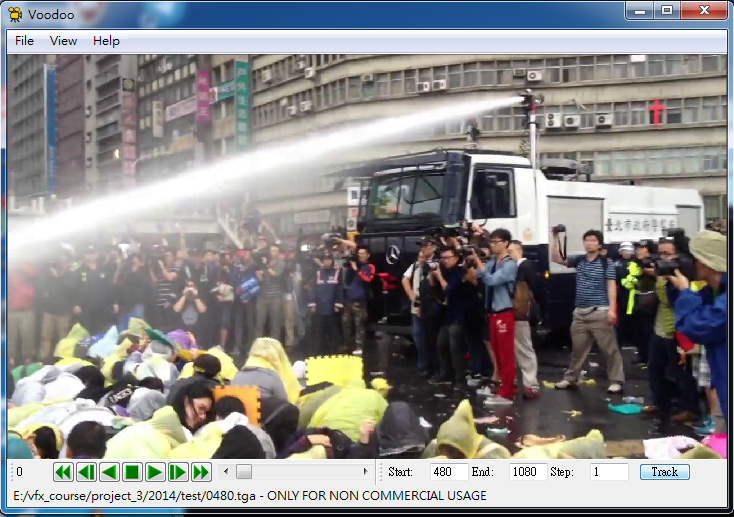 Voodoo
File View Help
臺北市政府警察局
0 Start: 480 End: 1080 Step: 1 Track
E:/vfx_course/project_3/2014/test/0480.tga - ONLY FOR NON COMMERCIAL USAGE